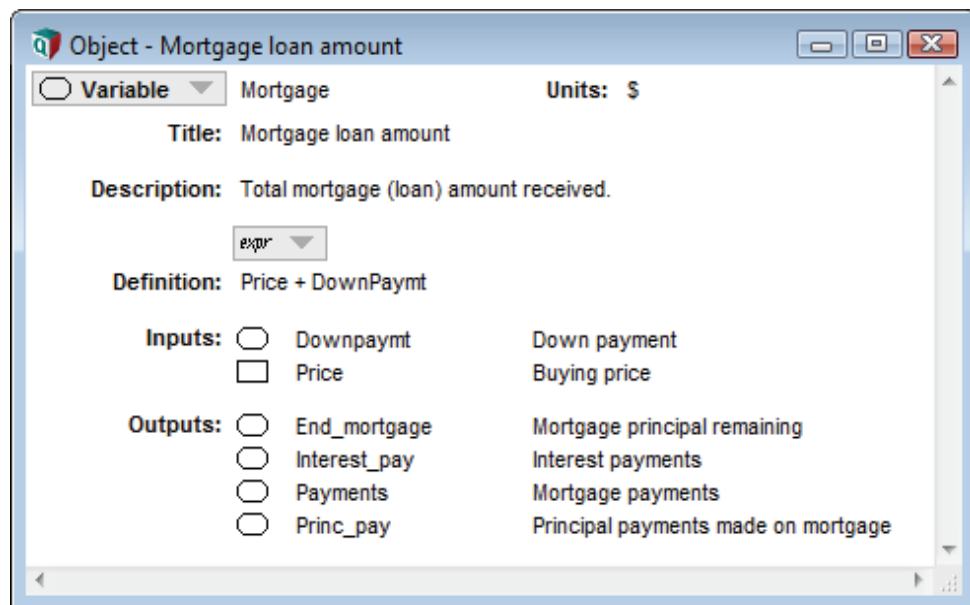 Object - Mortgage loan amount
Variable Mortgage Units: $
Title: Mortgage loan amount
Description: Total mortgage (loan) amount received.
expr
Definition: Price + DownPaymt
Inputs: Downpaymt Down payment
Price Buying price
Outputs: End_mortgage Mortgage principal remaining
Interest_pay Interest payments
Payments Mortgage payments
Princ_pay Principal payments made on mortgage